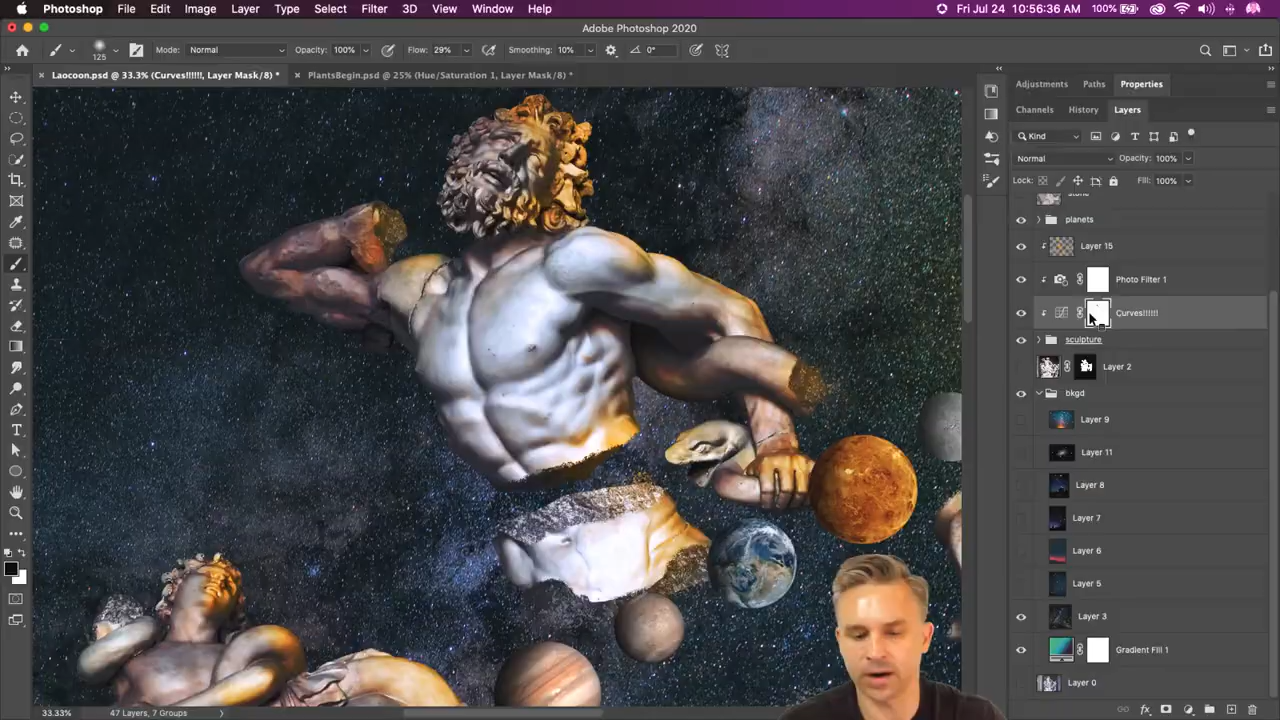 Photoshop File Edit Image Layer Type Select Filter 3D View Window Help 100% Fri Jul 24 10:56:36 AM
Adobe Photoshop 2020
125 Mode: Normal Opacity: 100% Flow: 29% Smoothing: 10% 0°
Laocoon.psd @ 33.3% (Curves!!!!!!, Layer Mask/8) * PlantsBegin.psd @ 25% (Hue/Saturation 1, Layer Mask/8) *
Adjustments Paths Properties
Channels History Layers
Kind
Normal Opacity: 100%
Lock: Fill: 100%
stone
planets
Layer 15
Photo Filter 1
Curves!!!!!!
sculpture
Layer 2
bkgd
Layer 9
Layer 11
Layer 8
Layer 7
Layer 6
Layer 5
Layer 3
Gradient Fill 1
Layer 0
33.33% 47 Layers, 7 Groups